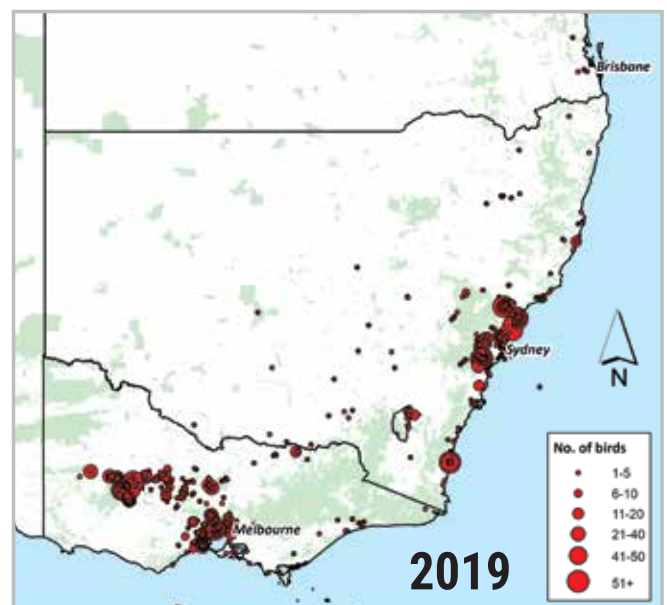 Brisbane
Sydney
N
Melbourne
2019
No. of birds
1-5
6-10
11-20
21-40
41-50
51+